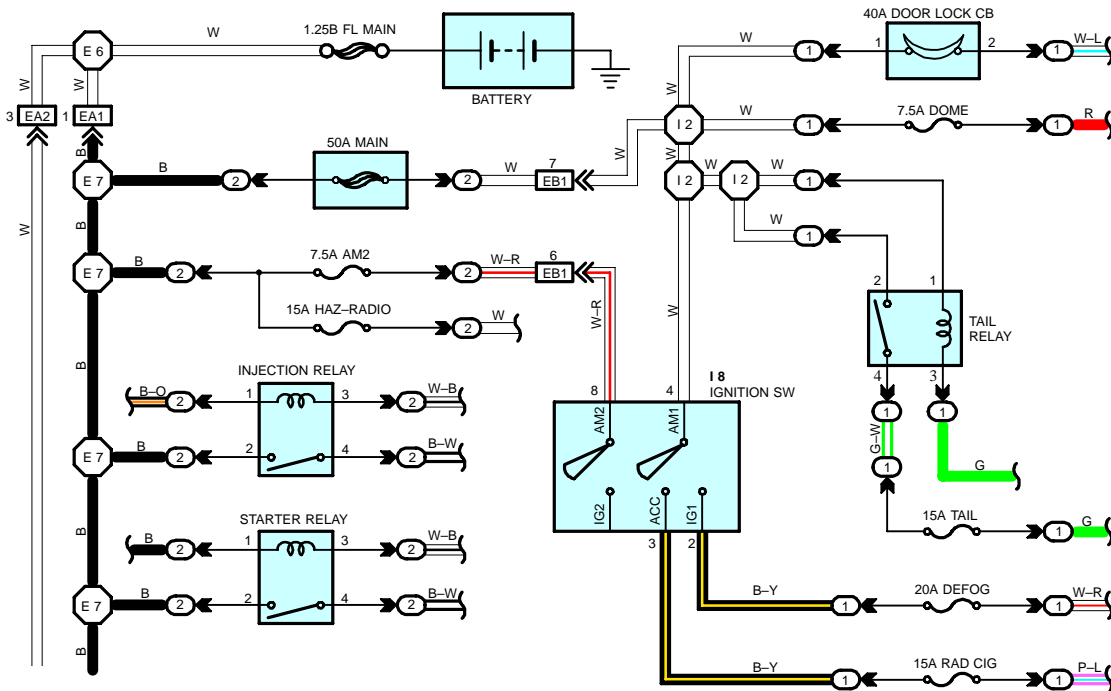 W
1.25B FL MAIN
E 6
BATTERY
40A DOOR LOCK CB
W
1
1
2
1
W–L
W
W
W
3
EA2
1
EA1
7.5A DOME
I 2
W
1
1
R
B
50A MAIN
7
W
W
E 7
B
2
2
W
EB1
I 2
W
I 2
W
1
W
1
B
W
7.5A AM2
6
E 7
B
2
2
W–R
EB1
15A HAZ–RADIO
2
W
W–R
W
2
1
TAIL
RELAY
4
3
B
INJECTION RELAY
B–O
2
1
3
2
W–B
8
4
I 8
IGNITION SW
AM2
AM1
1
1
G–W
E 7
B
2
2
4
2
B–W
1
G
IG2
ACC
IG1
3
2
15A TAIL
1
G
B
STARTER RELAY
B
2
1
3
2
W–B
E 7
B
2
2
4
2
B–W
B–Y
1
20A DEFOG
1
W–R
B
B–Y
1
15A RAD CIG
1
P–L